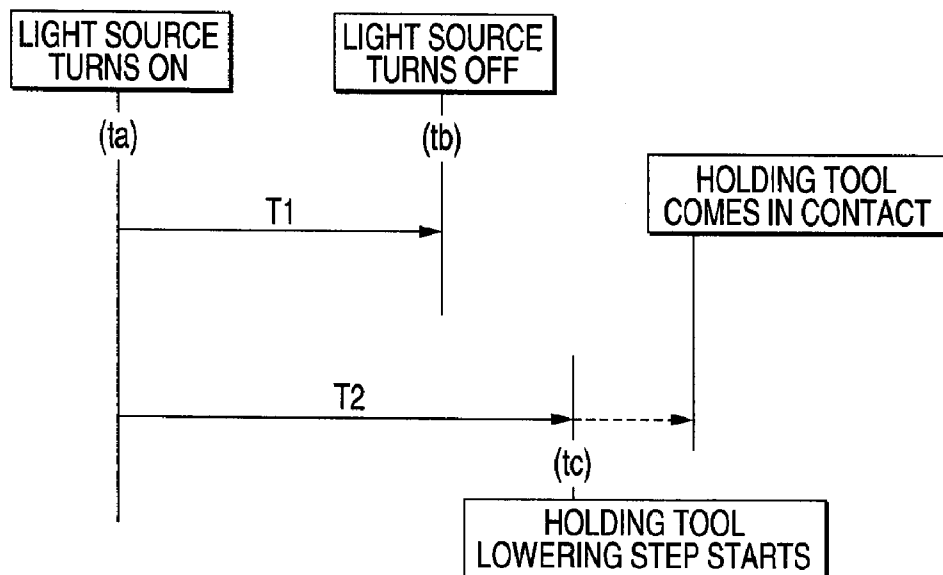 LIGHT SOURCE
TURNS ON
LIGHT SOURCE
TURNS OFF
(ta)
(tb)
HOLDING TOOL
COMES IN CONTACT
T1
T2
(tc)
HOLDING TOOL
LOWERING STEP STARTS